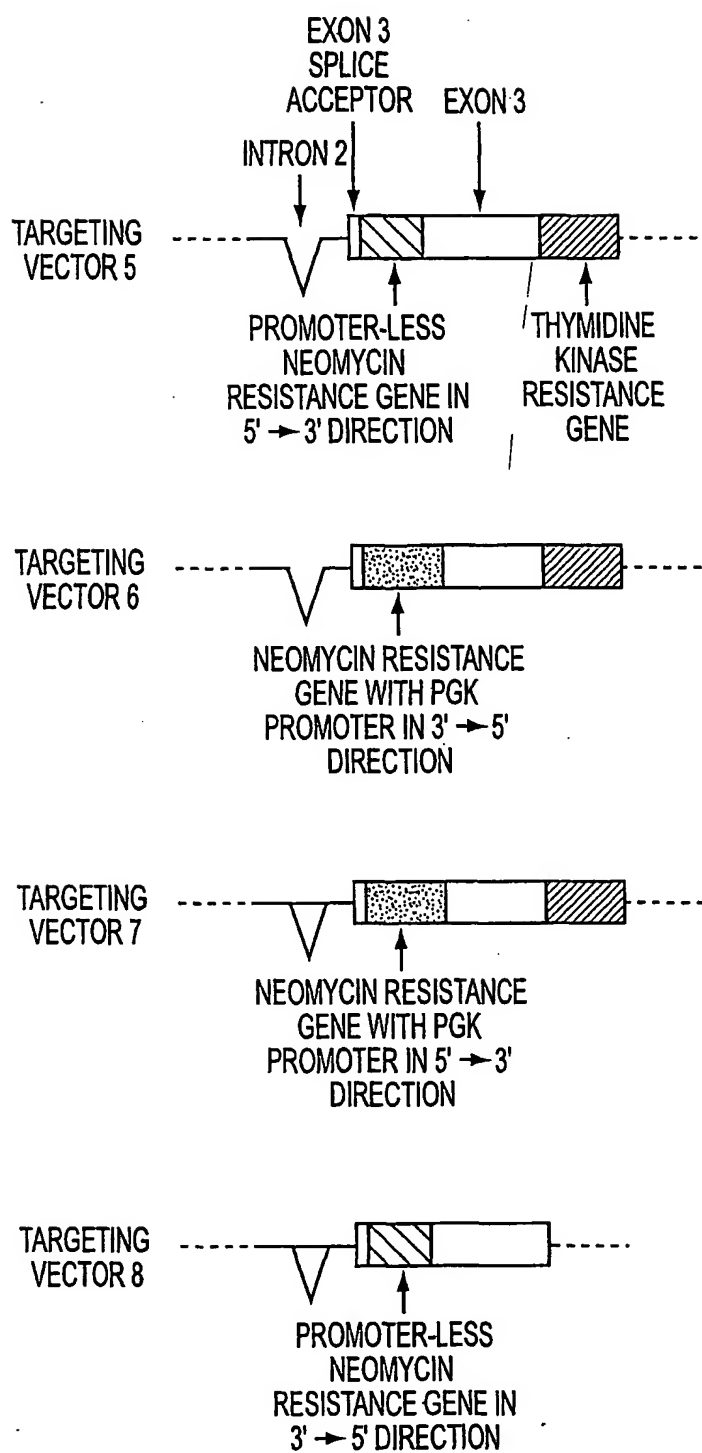 EXON 3
SPLICE
ACCEPTOR
EXON 3
INTRON 2
TARGETING
VECTOR 5
PROMOTER-LESS
NEOMYCIN
RESISTANCE GENE IN
5' → 3' DIRECTION
THYMIDINE
KINASE
RESISTANCE
GENE
TARGETING
VECTOR 6
NEOMYCIN RESISTANCE
GENE WITH PGK
PROMOTER IN 3' → 5'
DIRECTION
TARGETING
VECTOR 7
NEOMYCIN RESISTANCE
GENE WITH PGK
PROMOTER IN 5' → 3'
DIRECTION
TARGETING
VECTOR 8
PROMOTER-LESS
NEOMYCIN
RESISTANCE GENE IN
3' → 5' DIRECTION